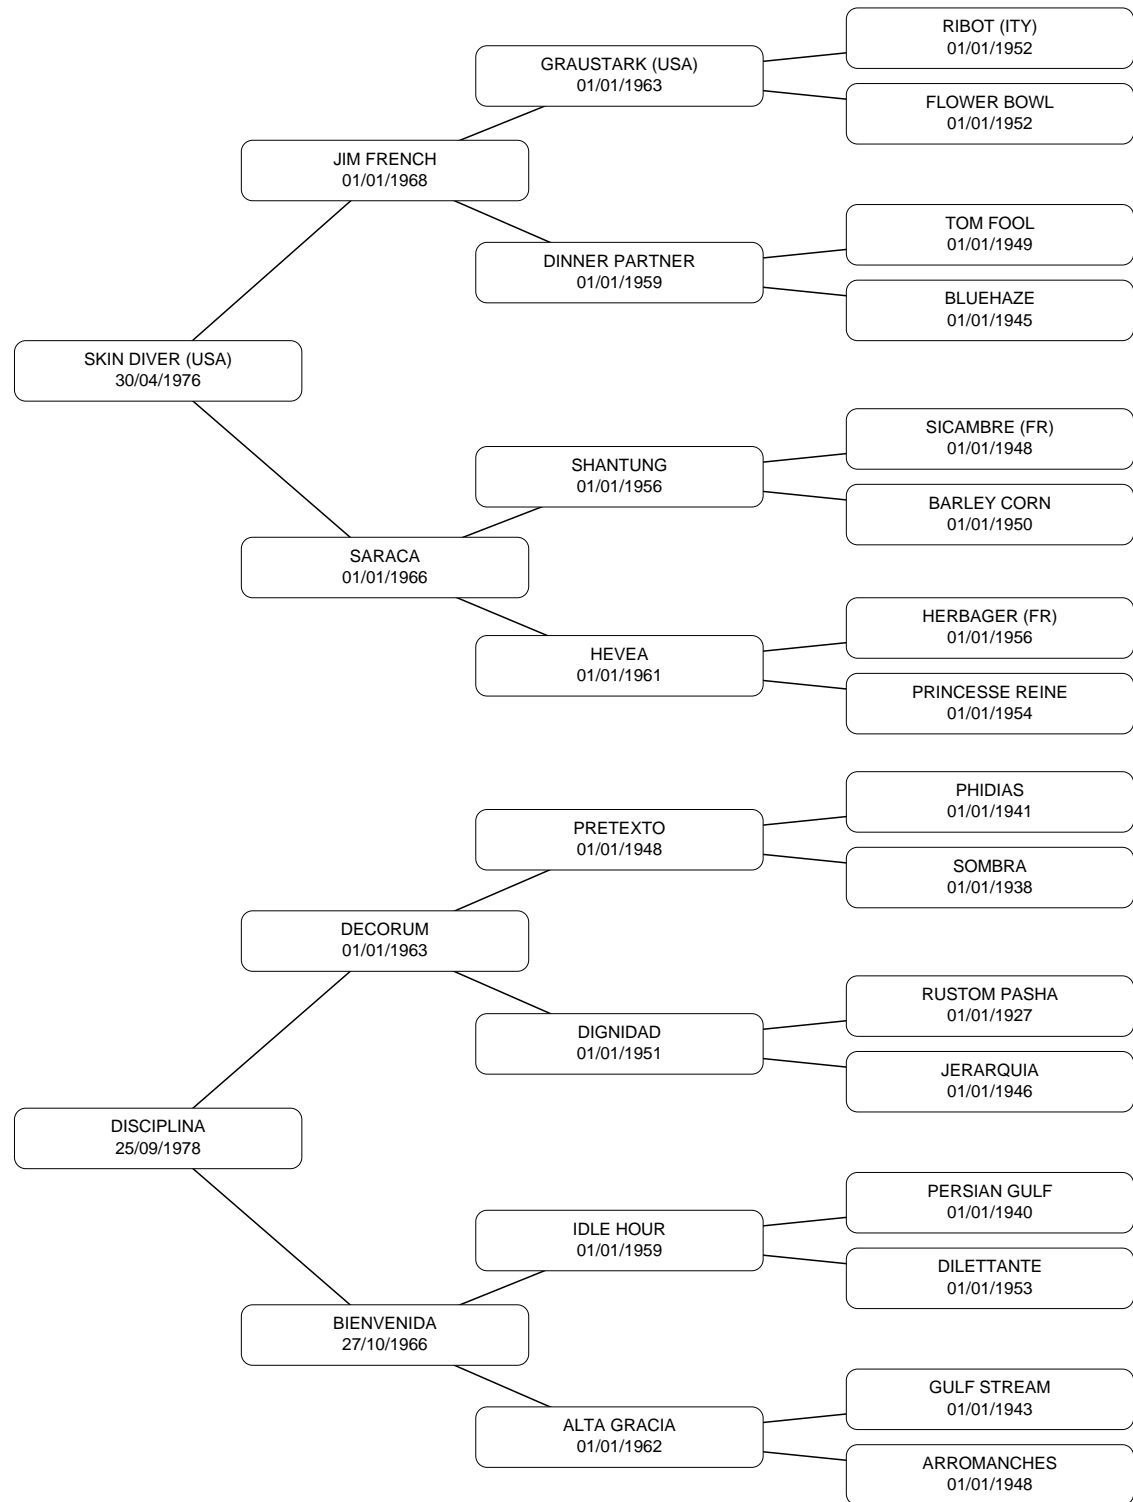 RIBOT (ITY)
01/01/1952
GRAUSTARK (USA)
01/01/1963
FLOWER BOWL
01/01/1952
JIM FRENCH
01/01/1968
TOM FOOL
01/01/1949
DINNER PARTNER
01/01/1959
BLUEHAZE
01/01/1945
SKIN DIVER (USA)
30/04/1976
SICAMBRE (FR)
01/01/1948
SHANTUNG
01/01/1956
BARLEY CORN
01/01/1950
SARACA
01/01/1966
HERBAGER (FR)
01/01/1956
HEVEA
01/01/1961
PRINCESSE REINE
01/01/1954
PHIDIAS
01/01/1941
PRETEXTO
01/01/1948
SOMBRA
01/01/1938
DECORUM
01/01/1963
RUSTOM PASHA
01/01/1927
DIGNIDAD
01/01/1951
JERARQUIA
01/01/1946
DISCIPLINA
25/09/1978
PERSIAN GULF
01/01/1940
IDLE HOUR
01/01/1959
DILETTANTE
01/01/1953
BIENVENIDA
27/10/1966
GULF STREAM
01/01/1943
ALTA GRACIA
01/01/1962
ARROMANCHES
01/01/1948